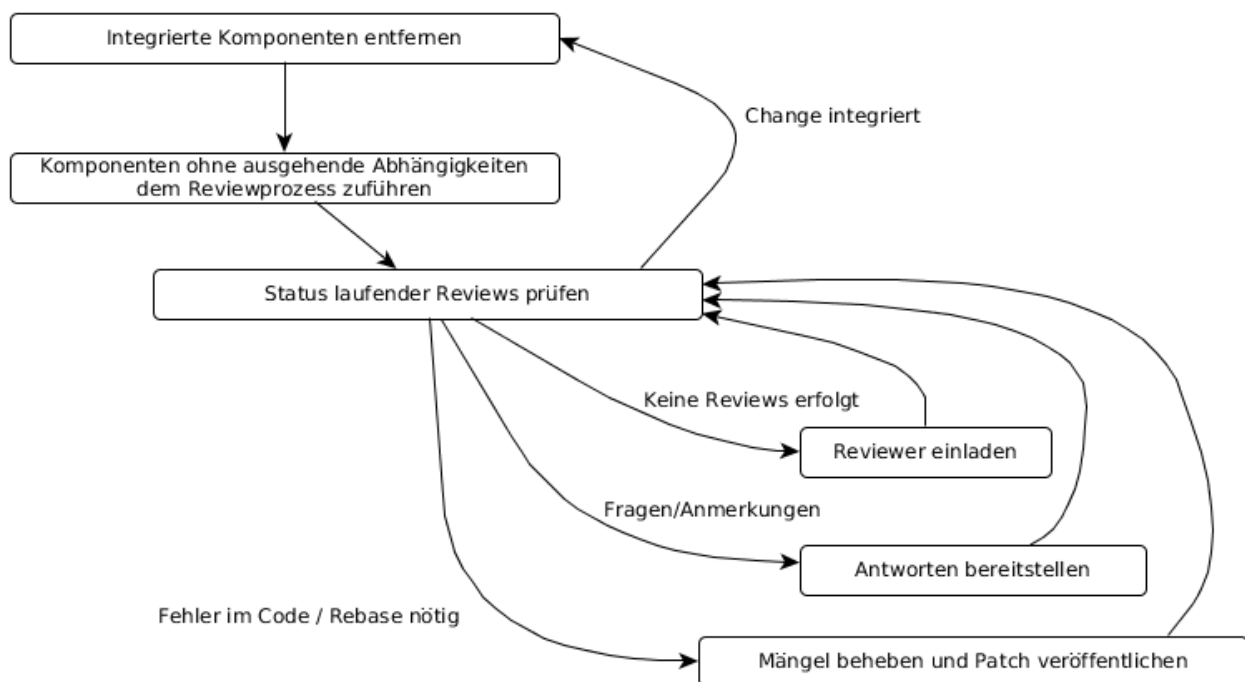 Integrierte Komponenten entfernen
Change integriert
Komponenten ohne ausgehende Abhängigkeiten
dem Reviewprozess zuführen
Status laufender Reviews prüfen
Keine Reviews erfolgt
Reviewer einladen
Fragen/Anmerkungen
Antworten bereitstellen
Fehler im Code / Rebase nötig
Mängel beheben und Patch veröffentlichen